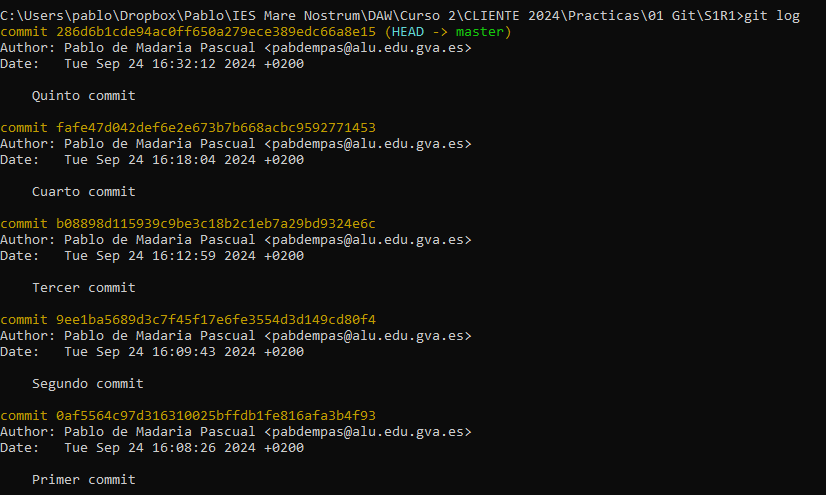 C:\Users\pablo\Dropbox\Pablo\IES Mare Nostrum\DAW\Curso 2\CLIENTE 2024\Practicas\01 Git\S1R1>git log
commit 286d6b1cde94ac0ff650a279ece389edc66a8e15 (HEAD -> master)
Author: Pablo de Madaria Pascual <pabdempas@alu.edu.gva.es>
Date:   Tue Sep 24 16:32:12 2024 +0200
    Quinto commit
commit fafe47d042def6e2e673b7b668acbc9592771453
Author: Pablo de Madaria Pascual <pabdempas@alu.edu.gva.es>
Date:   Tue Sep 24 16:18:04 2024 +0200
    Cuarto commit
commit b08898d115939c9be3c18b2c1eb7a29bd9324e6c
Author: Pablo de Madaria Pascual <pabdempas@alu.edu.gva.es>
Date:   Tue Sep 24 16:12:59 2024 +0200
    Tercer commit
commit 9ee1ba5689d3c7f45f17e6fe3554d3d149cd80f4
Author: Pablo de Madaria Pascual <pabdempas@alu.edu.gva.es>
Date:   Tue Sep 24 16:09:43 2024 +0200
    Segundo commit
commit 0af5564c97d316310025bffdb1fe816afa3b4f93
Author: Pablo de Madaria Pascual <pabdempas@alu.edu.gva.es>
Date:   Tue Sep 24 16:08:26 2024 +0200
    Primer commit